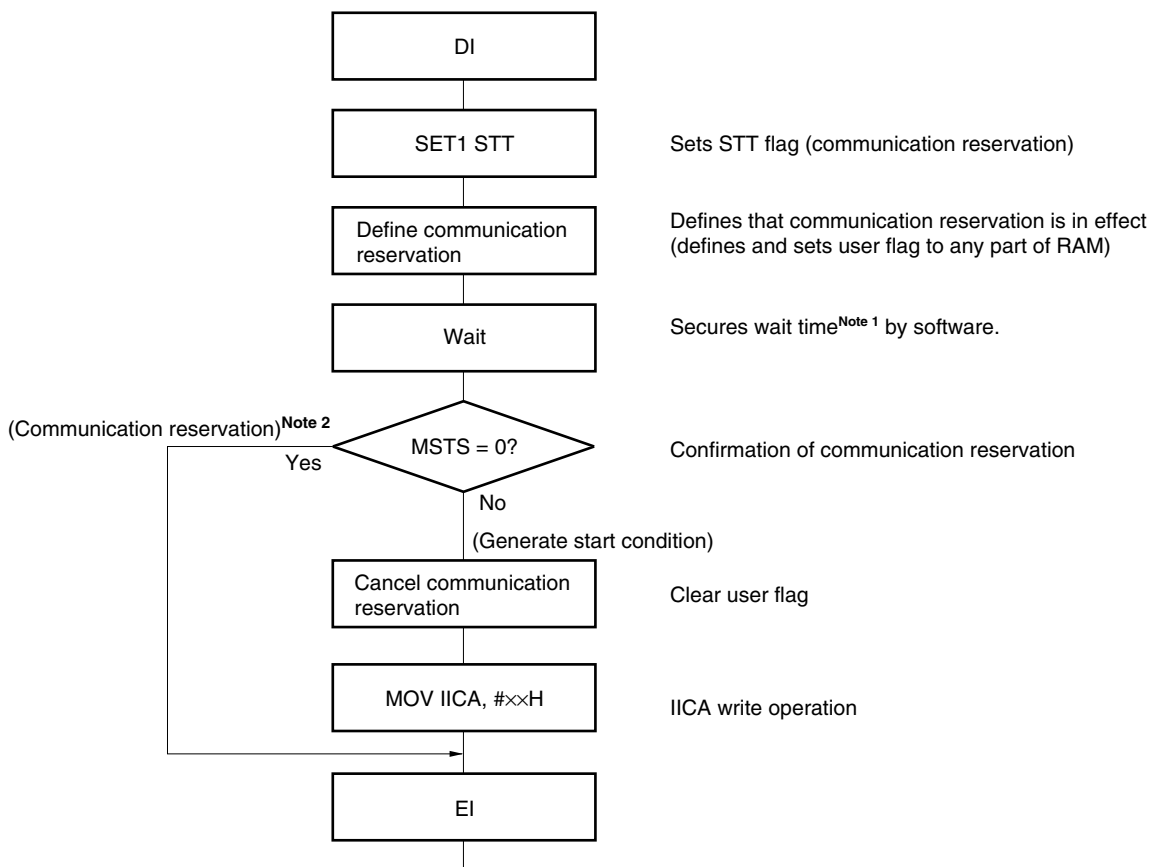 DI
SET1 STT
Sets STT flag (communication reservation)
Define communication
reservation
Defines that communication reservation is in effect
(defines and sets user flag to any part of RAM)
Wait
Secures wait timeNote 1 by software.
(Communication reservation)Note 2
Yes
MSTS = 0?
Confirmation of communication reservation
No
(Generate start condition)
Cancel communication
reservation
Clear user flag
MOV IICA, #××H
IICA write operation
EI